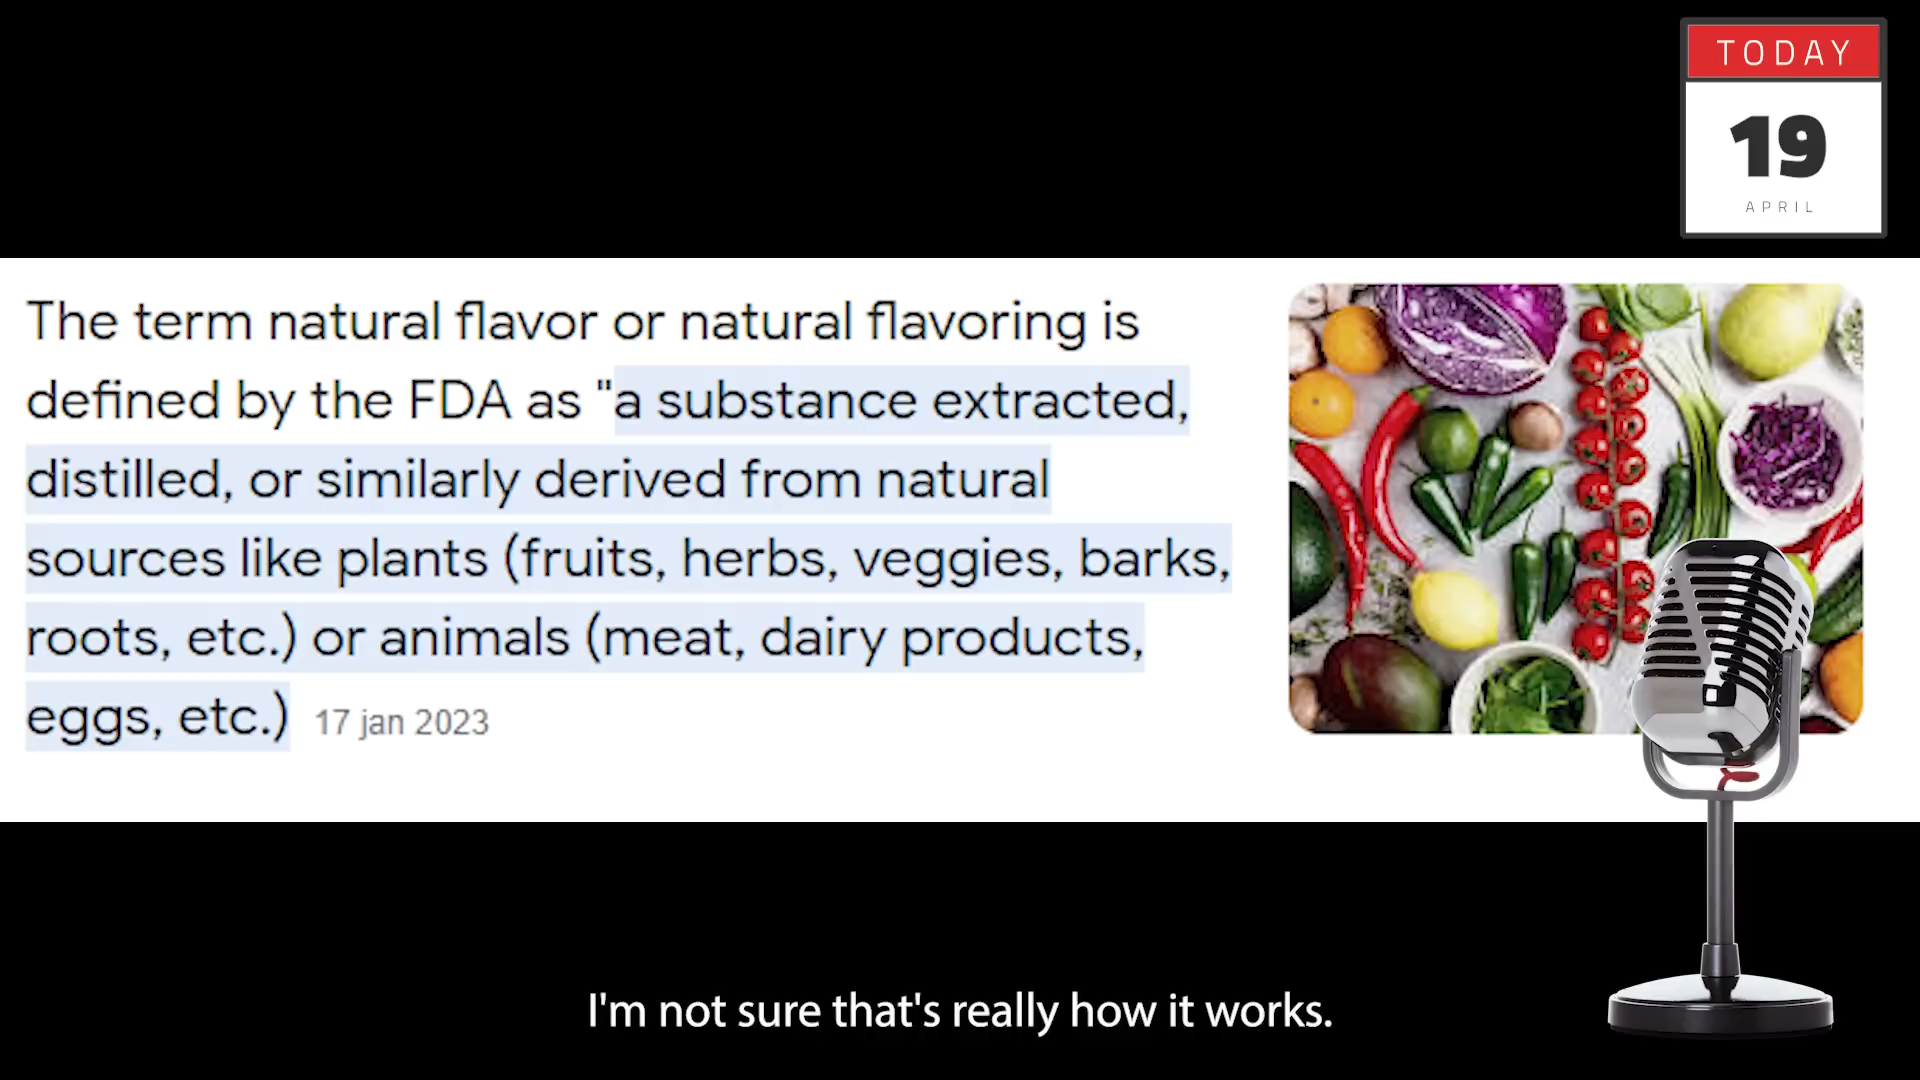 TODAY
19
APRIL
The term natural flavor or natural flavoring is
defined by the FDA as "a substance extracted,
distilled, or similarly derived from natural
sources like plants (fruits, herbs, veggies, barks,
roots, etc.) or animals (meat, dairy products,
eggs, etc.) 17 jan 2023
I'm not sure that's really how it works.